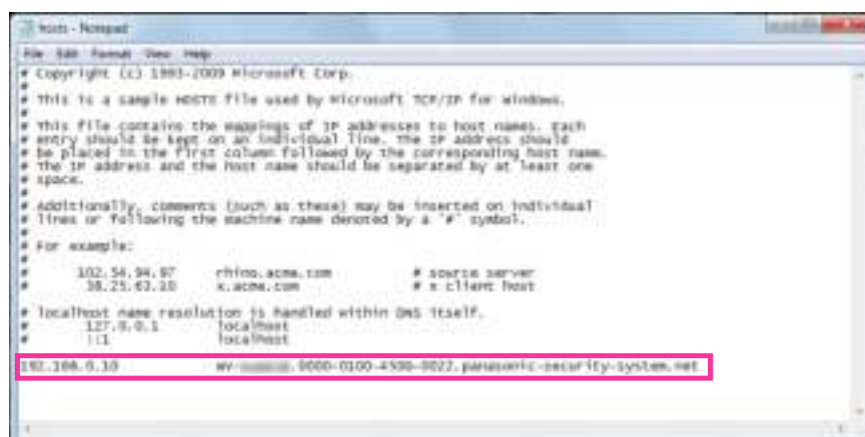 hosts - Notepad
File Edit Format View Help
# Copyright (c) 1993-2009 Microsoft Corp.
#
# This is a sample HOSTS file used by Microsoft TCP/IP for Windows.
#
# This file contains the mappings of IP addresses to host names. Each
# entry should be kept on an individual line. The IP address should
# be placed in the first column followed by the corresponding host name.
# The IP address and the host name should be separated by at least one
# space.
#
# Additionally, comments (such as these) may be inserted on individual
# lines or following the machine name denoted by a '#' symbol.
#
# For example:
#
# 102.54.94.97 rhino.acme.com # source server
# 38.25.63.10 x.acme.com # x client host
# localhost name resolution is handled within DNS itself.
# 127.0.0.1 localhost
# ::1 localhost
192.168.0.10 wv- .0000-0100-4500-0022.panasonic-security-system.net